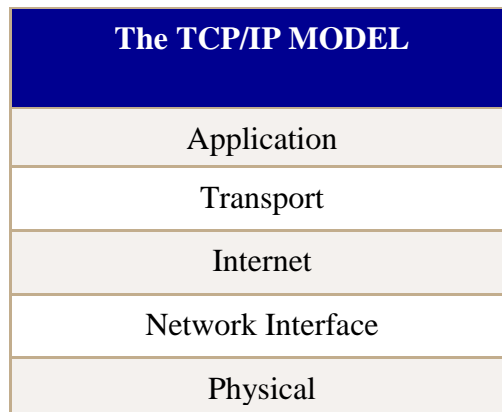 The TCP/IP MODEL
Application
Transport
Internet
Network Interface
Physical